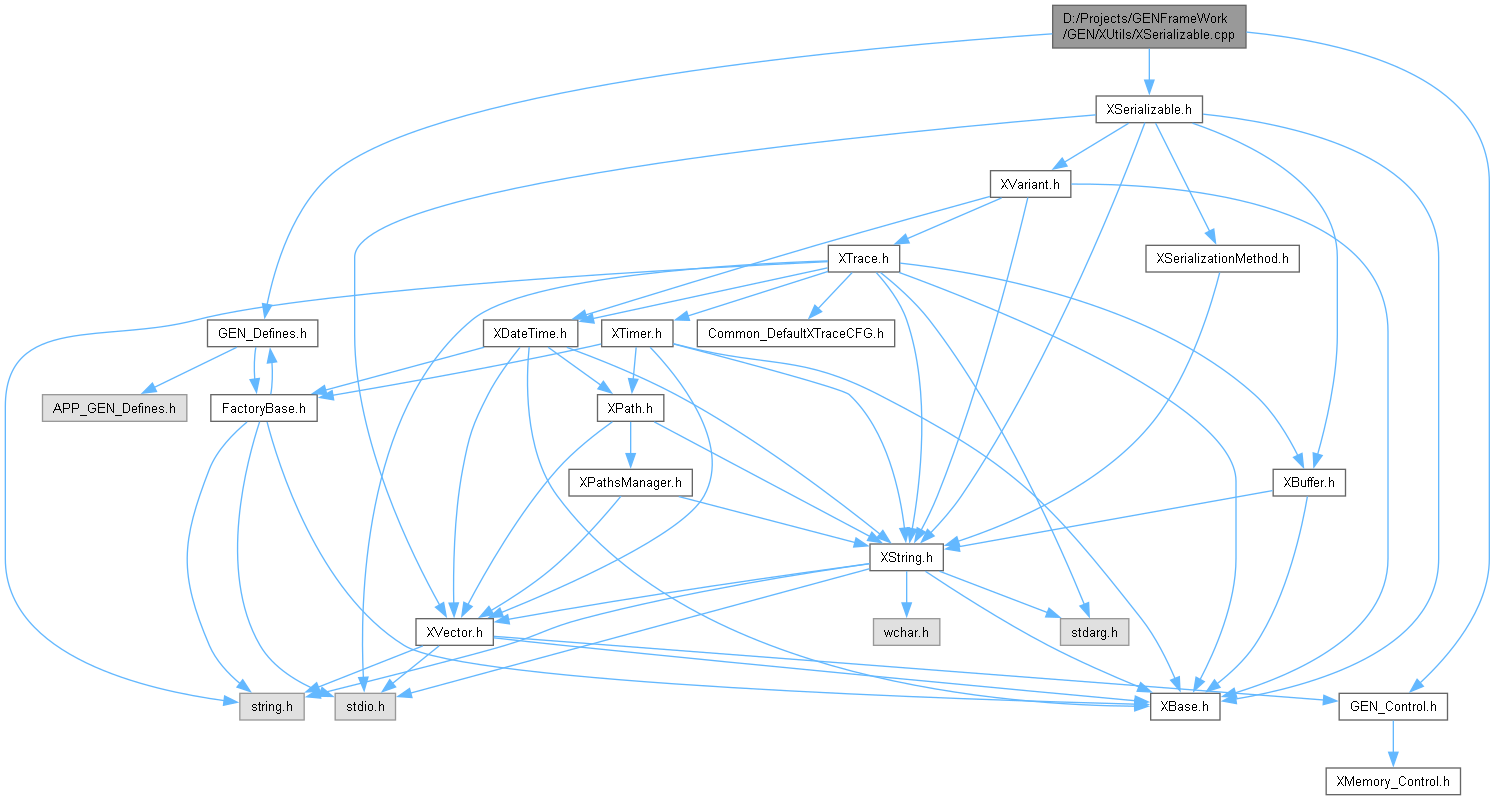 D:/Projects/GENFrameWork
/GEN/XUtils/XSerializable.cpp
XSerializable.h
XVariant.h
XTrace.h
XSerializationMethod.h
GEN_Defines.h
XDateTime.h
XTimer.h
Common_DefaultXTraceCFG.h
APP_GEN_Defines.h
FactoryBase.h
XPath.h
XPathsManager.h
XBuffer.h
XString.h
XVector.h
wchar.h
stdarg.h
string.h
stdio.h
XBase.h
GEN_Control.h
XMemory_Control.h